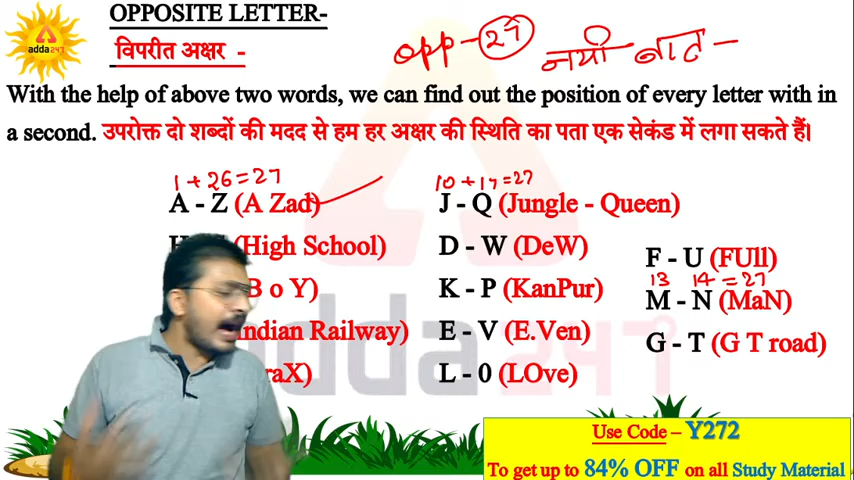 OPPOSITE LETTER-
विपरीत अक्षर -
adda247
opp - 27 नयी बात -
With the help of above two words, we can find out the position of every letter with in
a second. उपरोक्त दो शब्दों की मदद से हम हर अक्षर की स्थिति का पता एक सेकंड में लगा सकते हैं।
1 + 26 = 27
A - Z (A Zad)
H (High School)
B o Y)
ndian Railway)
raX)
10 + 17 = 27
J - Q (Jungle - Queen)
D - W (DeW)
K - P (KanPur)
E - V (E.Ven)
L - 0 (LOve)
F - U (FUll)
13 14 = 27
M - N (MaN)
G - T (G T road)
adda247
Use Code – Y272
To get up to 84% OFF on all Study Material